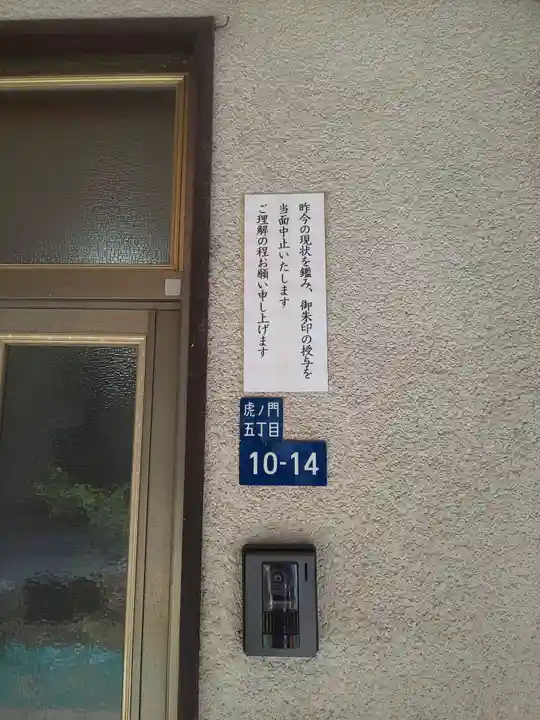 昨今の現状を鑑み、御朱印の授与を
当面中止いたします
ご理解の程お願い申し上げます
虎ノ門
五丁目
10-14